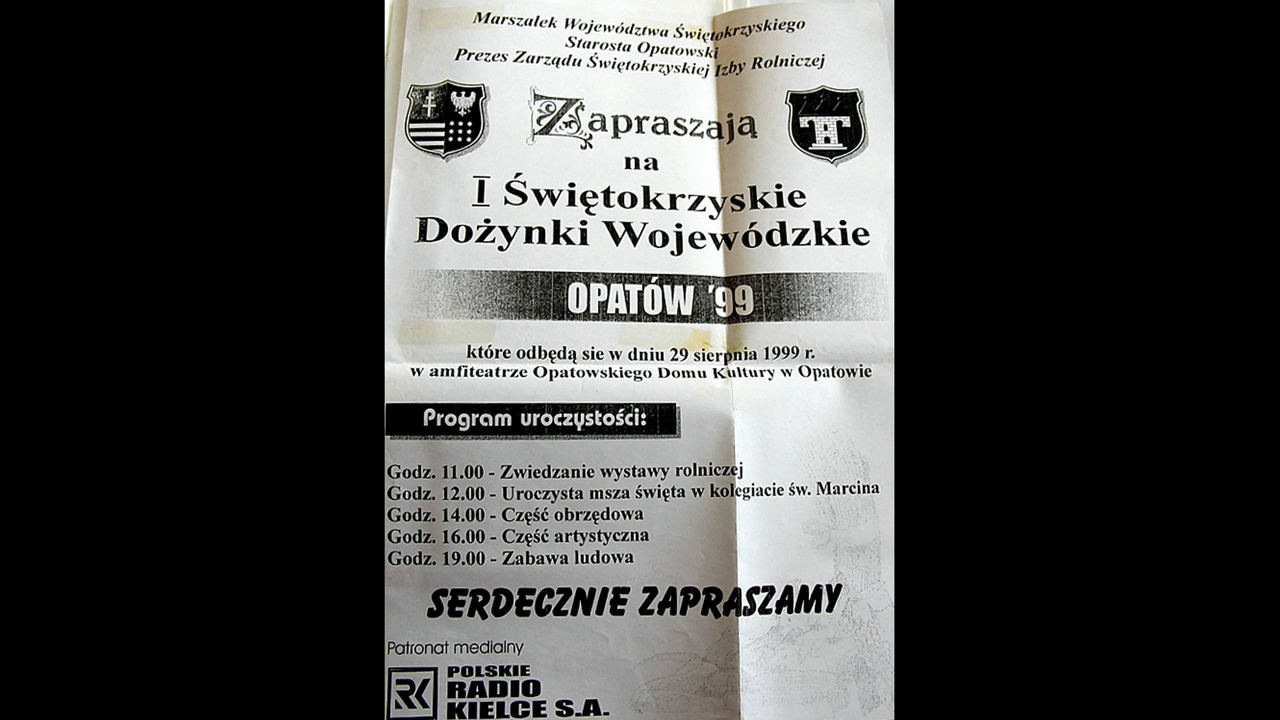 Marszałek Województwa Świętokrzyskiego
Starosta Opatowski
Prezes Zarządu Świętokrzyskiej Izby Rolniczej
Zapraszają
na
I Świętokrzyskie
Dożynki Wojewódzkie
OPATÓW '99
które odbędą sie w dniu 29 sierpnia 1999 r.
w amfiteatrze Opatowskiego Domu Kultury w Opatowie
Program uroczystości:
Godz. 11.00 - Zwiedzanie wystawy rolniczej
Godz. 12.00 - Uroczysta msza święta w kolegiacie św. Marcina
Godz. 14.00 - Część obrzędowa
Godz. 16.00 - Część artystyczna
Godz. 19.00 - Zabawa ludowa
SERDECZNIE ZAPRASZAMY
Patronat medialny
RK
POLSKIE
RADIO
KIELCE S.A.